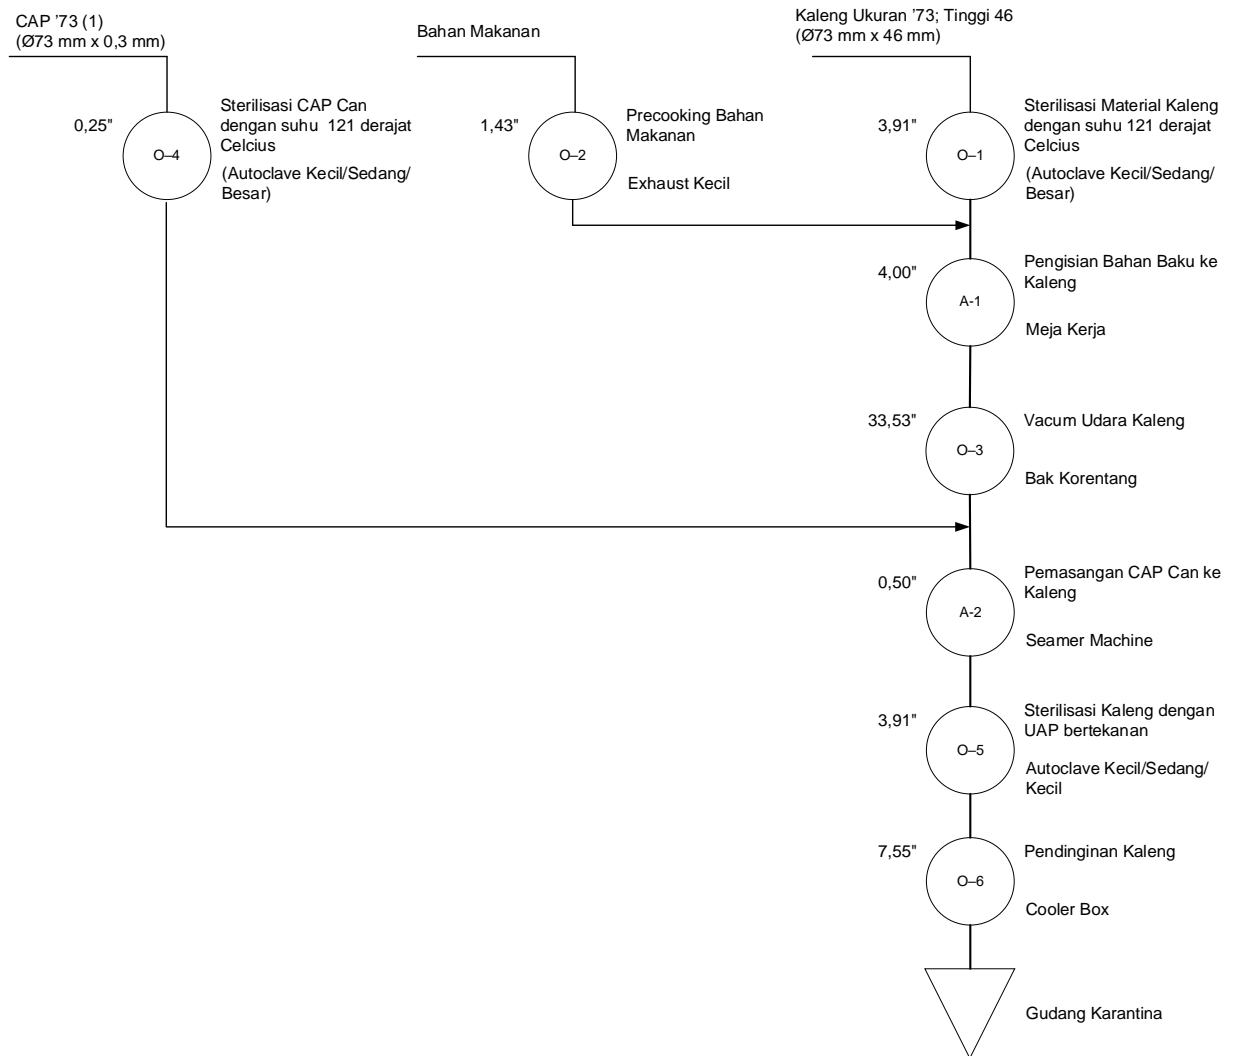 CAP '73 (1)
(Ø73 mm x 0,3 mm)
Bahan Makanan
Kaleng Ukuran '73; Tinggi 46
(Ø73 mm x 46 mm)
0,25"
O–4
Sterilisasi CAP Can
dengan suhu 121 derajat
Celcius
(Autoclave Kecil/Sedang/
Besar)
1,43"
O–2
Precooking Bahan
Makanan
Exhaust Kecil
3,91"
O–1
Sterilisasi Material Kaleng
dengan suhu 121 derajat
Celcius
(Autoclave Kecil/Sedang/
Besar)
4,00"
A-1
Pengisian Bahan Baku ke
Kaleng
Meja Kerja
33,53"
O–3
Vacum Udara Kaleng
Bak Korentang
0,50"
A-2
Pemasangan CAP Can ke
Kaleng
Seamer Machine
3,91"
O–5
Sterilisasi Kaleng dengan
UAP bertekanan
Autoclave Kecil/Sedang/
Kecil
7,55"
O–6
Pendinginan Kaleng
Cooler Box
Gudang Karantina